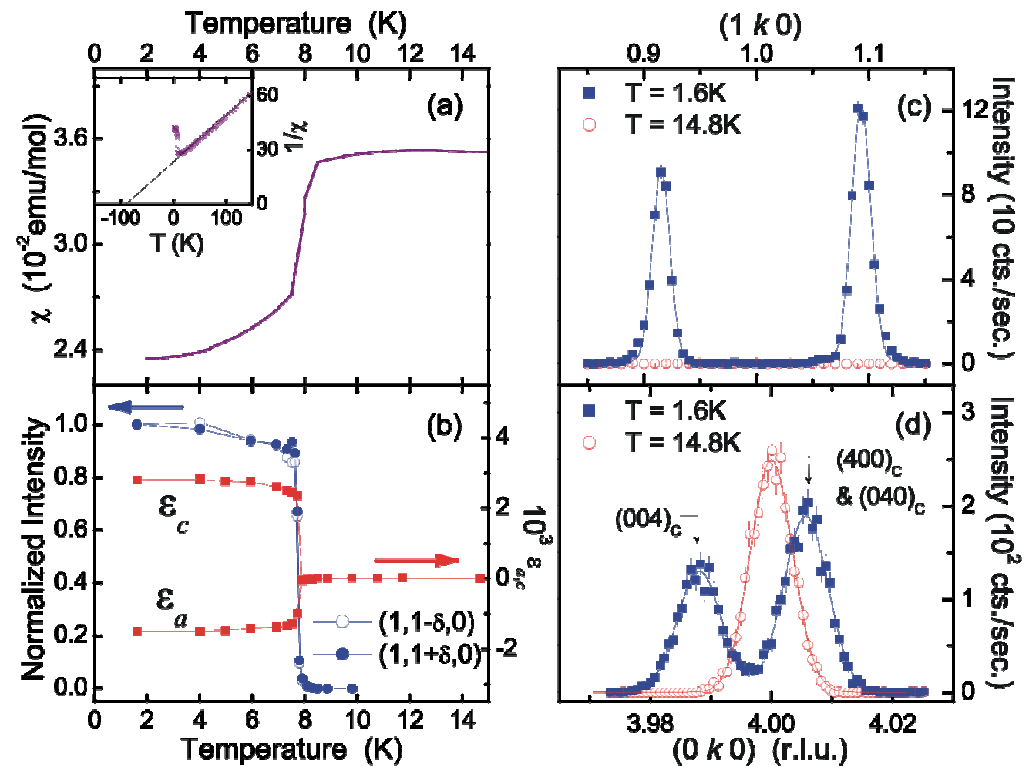 Temperature (K)
0 2 4 6 8 10 12 14
(a)
3.6
3.0
2.4
χ (10⁻² emu/mol)
60
30
0
1/χ
-100 0 100
T (K)
(b)
1.0
0.8
0.6
0.4
0.2
0.0
Normalized Intensity
ε_c
ε_a
4
2
0
-2
10³ ε_a,c
(1,1-δ,0)
(1,1+δ,0)
0 2 4 6 8 10 12 14
Temperature (K)
(1 k 0)
0.9 1.0 1.1
T = 1.6K
T = 14.8K
(c)
12
8
4
0
Intensity (10 cts./sec.)
T = 1.6K
T = 14.8K
(d)
(004)_C
(400)_C
& (040)_C
3
2
1
0
Intensity (10² cts./sec.)
3.98 4.00 4.02
(0 k 0) (r.l.u.)